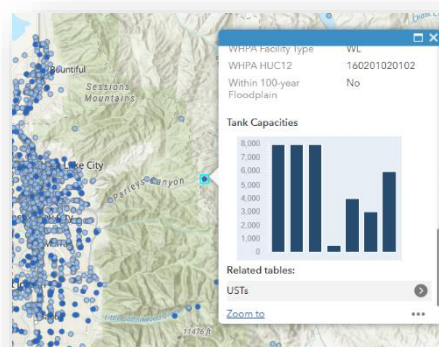 WHPA Facility Type WL
WHPA HUC12 160201020102
Within 100-year No
Floodplain
Tank Capacities
8,000
7,000
6,000
5,000
4,000
3,000
2,000
1,000
0
Related tables:
USTs
Zoom to
Bountiful
Sessions
Mountains
Lake City
Parleys Canyon
11476 ft